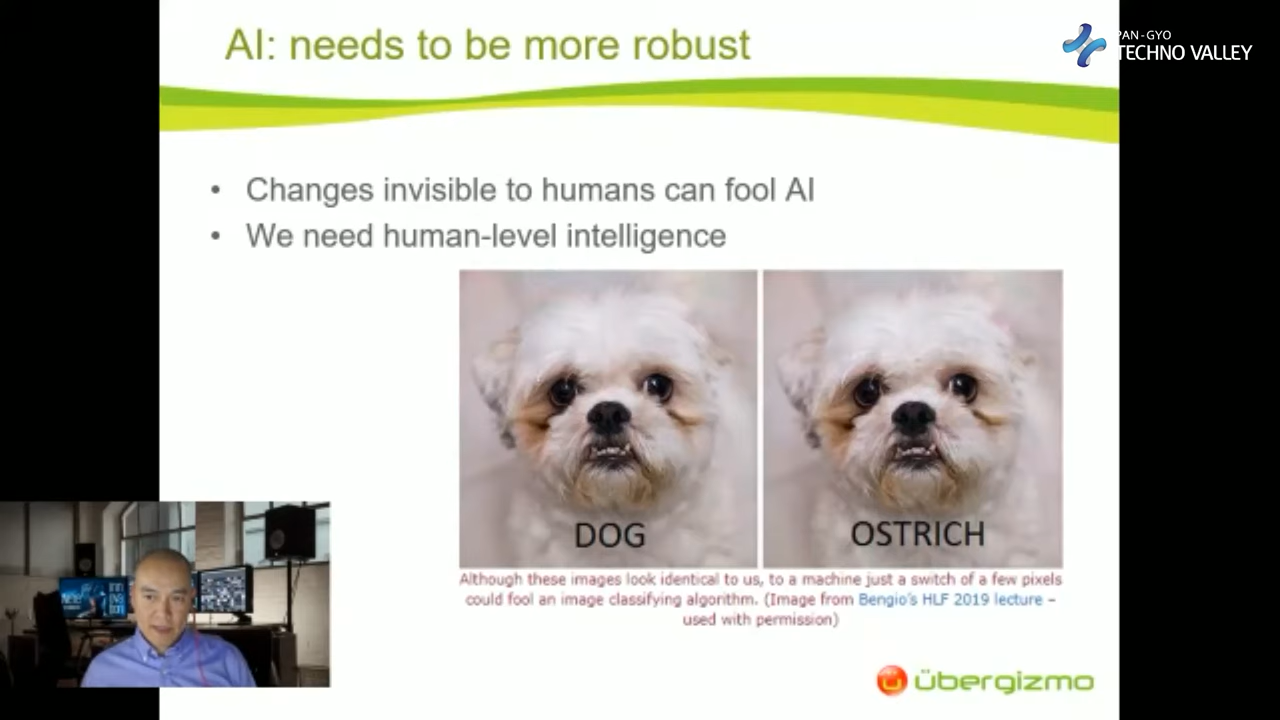 AI: needs to be more robust
PAN-GYO
TECHNO VALLEY
• Changes invisible to humans can fool AI
• We need human-level intelligence
DOG
OSTRICH
Although these images look identical to us, to a machine just a switch of a few pixels
could fool an image classifying algorithm. (Image from Bengio's HLF 2019 lecture –
used with permission)
übergizmo